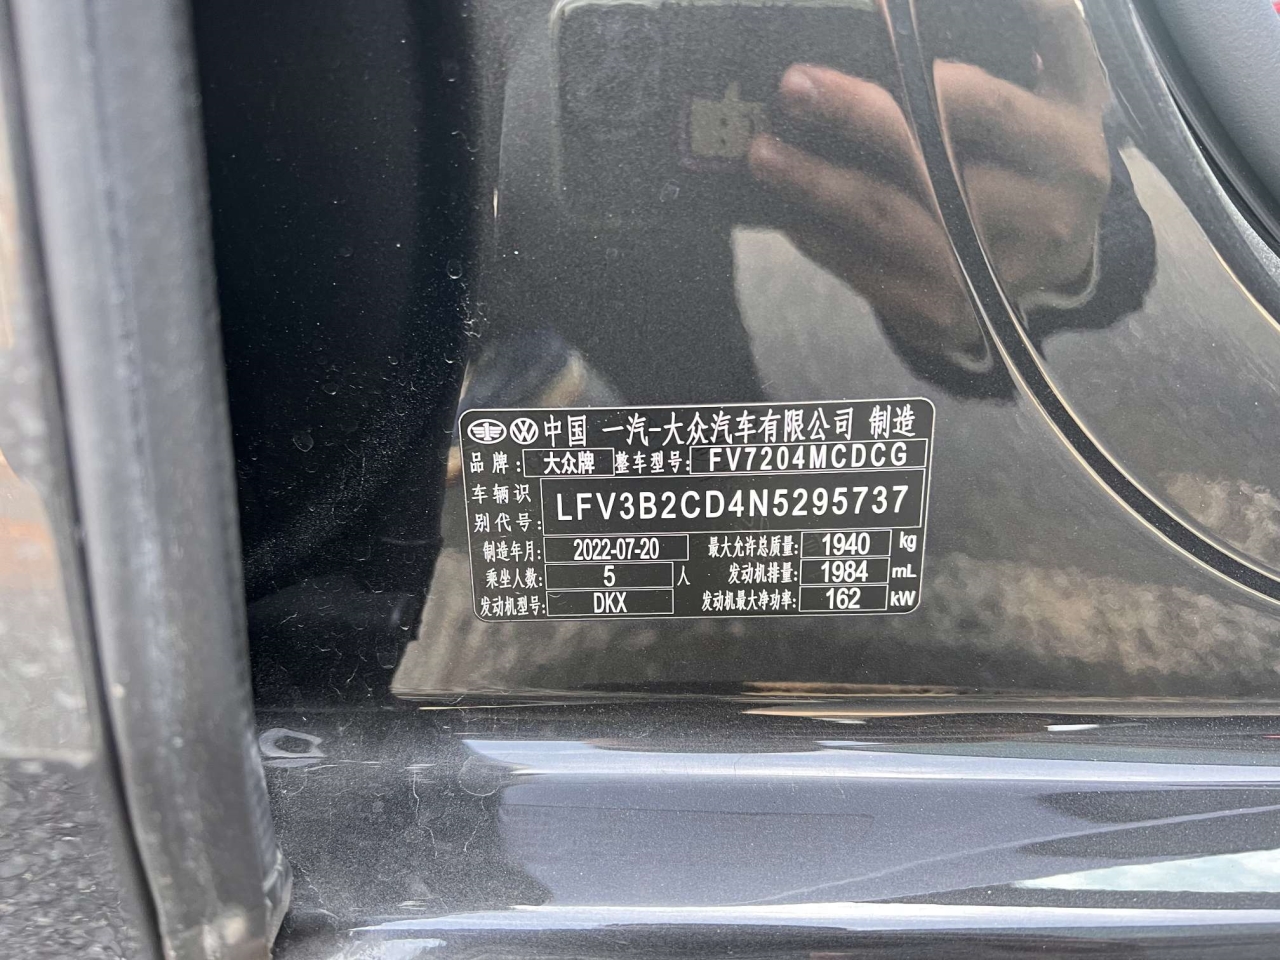 中国 一汽-大众汽车有限公司 制造
品牌: 大众牌 整车型号: FV7204MCDCG
车辆识别代号: LFV3B2CD4N5295737
制造年月: 2022-07-20 最大允许总质量: 1940 kg
乘坐人数: 5 人 发动机排量: 1984 mL
发动机型号: DKX 发动机最大净功率: 162 kW